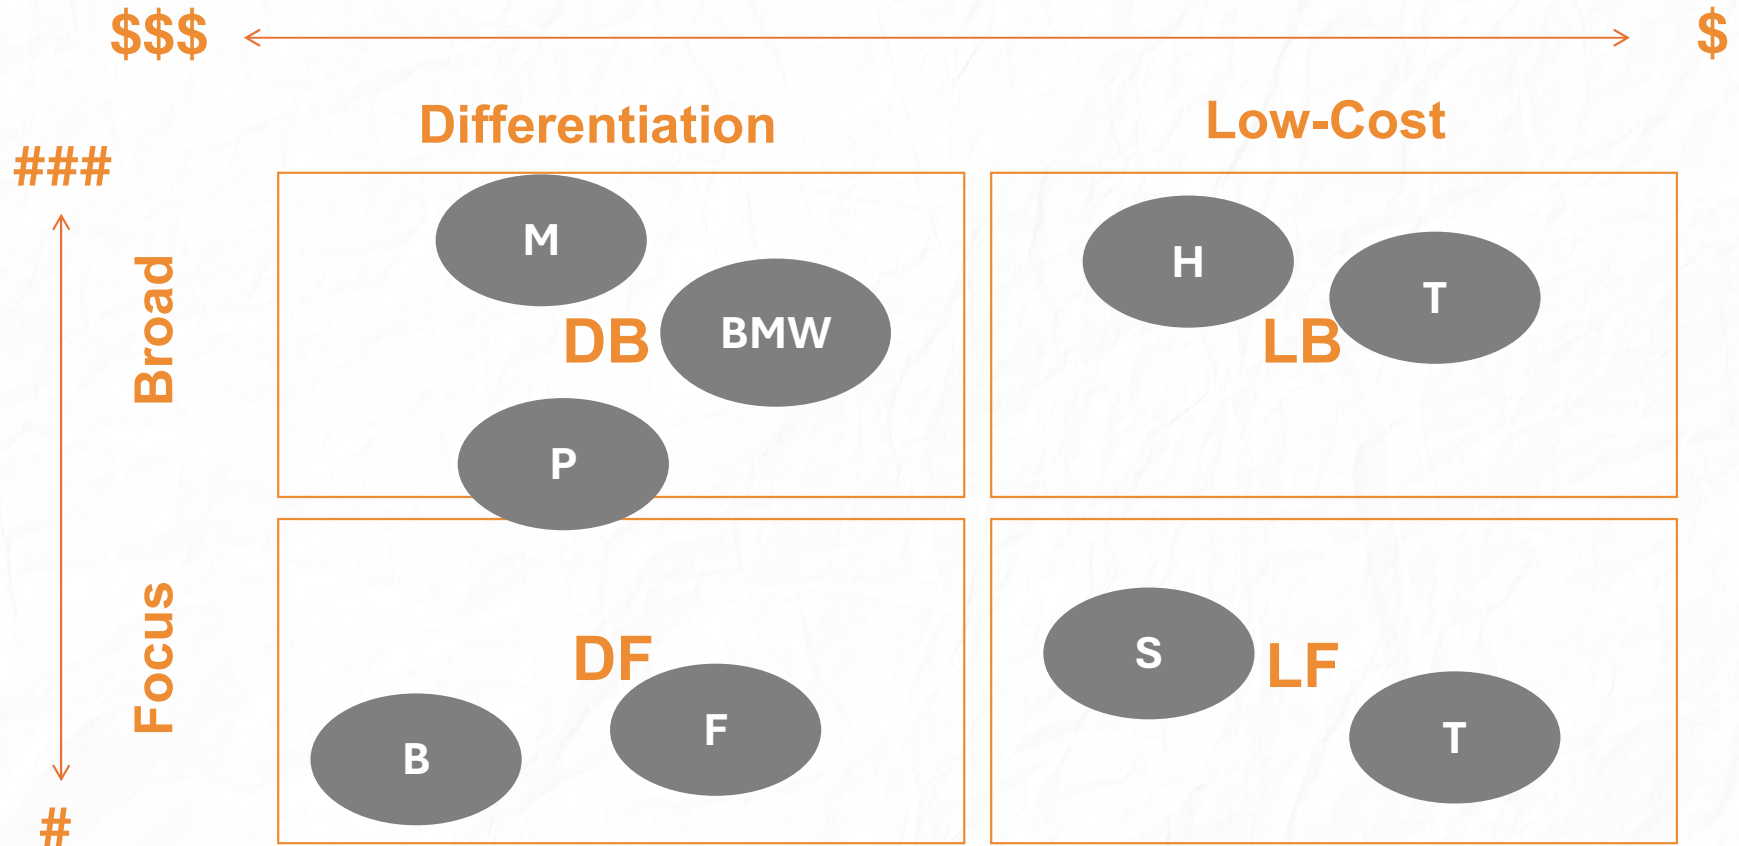 $$$
$
Differentiation
Low-Cost
###
Broad
M
BMW
DB
P
H
T
LB
Focus
DF
B
F
S
LF
T
#